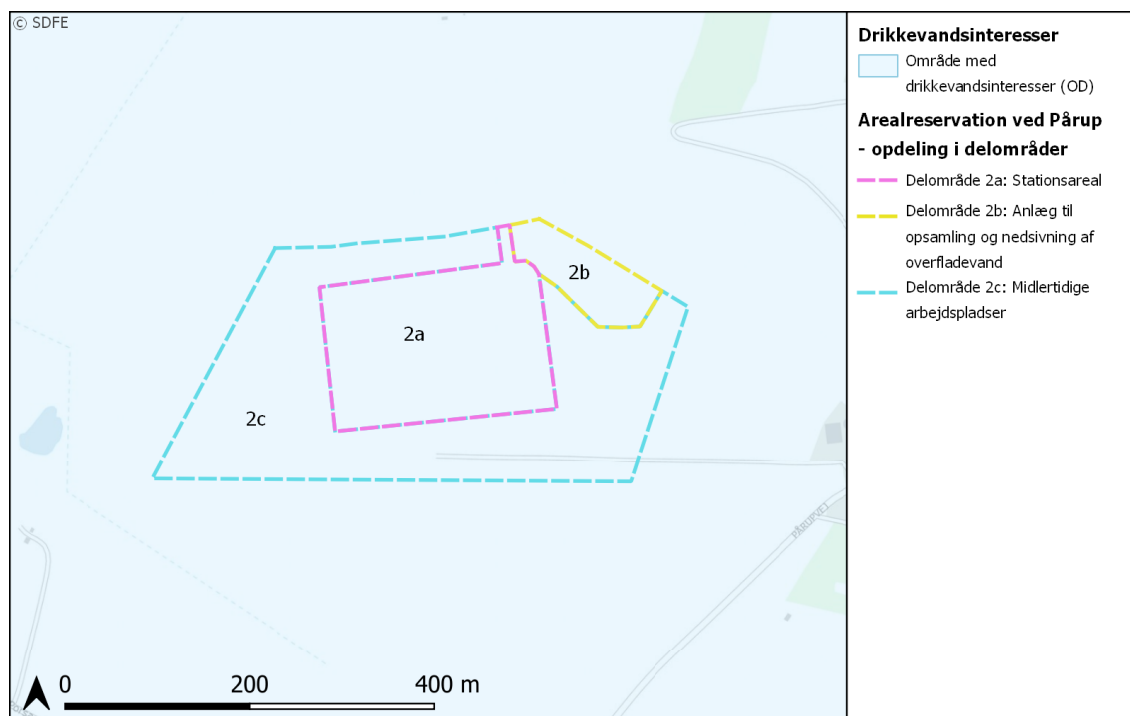 © SDFE
2b
2a
2c
PÅRUPVEJ
0 200 400 m
Drikkevandsinteresser
Område med
drikkevandsinteresser (OD)
Arealreservation ved Pårup
- opdeling i delområder
Delområde 2a: Stationsareal
Delområde 2b: Anlæg til
opsamling og nedsivning af
overfladevand
Delområde 2c: Midlertidige
arbejdspladser